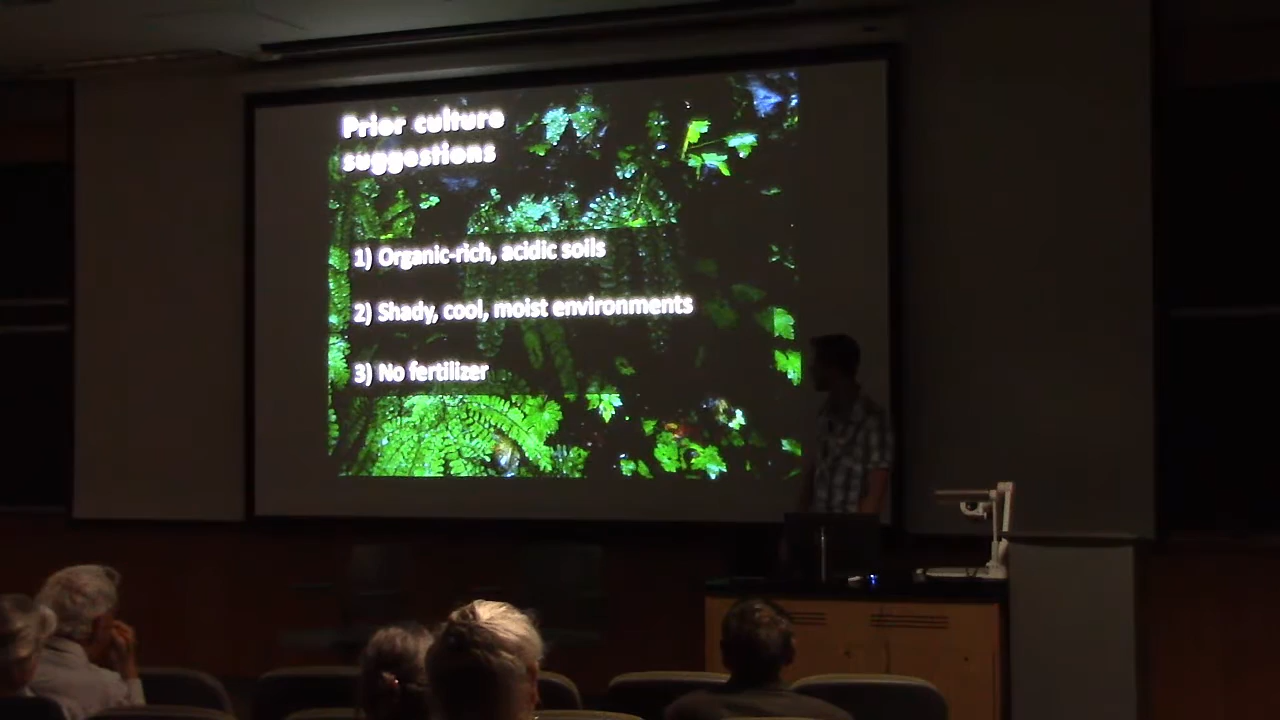 Prior culture
suggestions
1) Organic-rich, acidic soils
2) Shady, cool, moist environments
3) No fertilizer